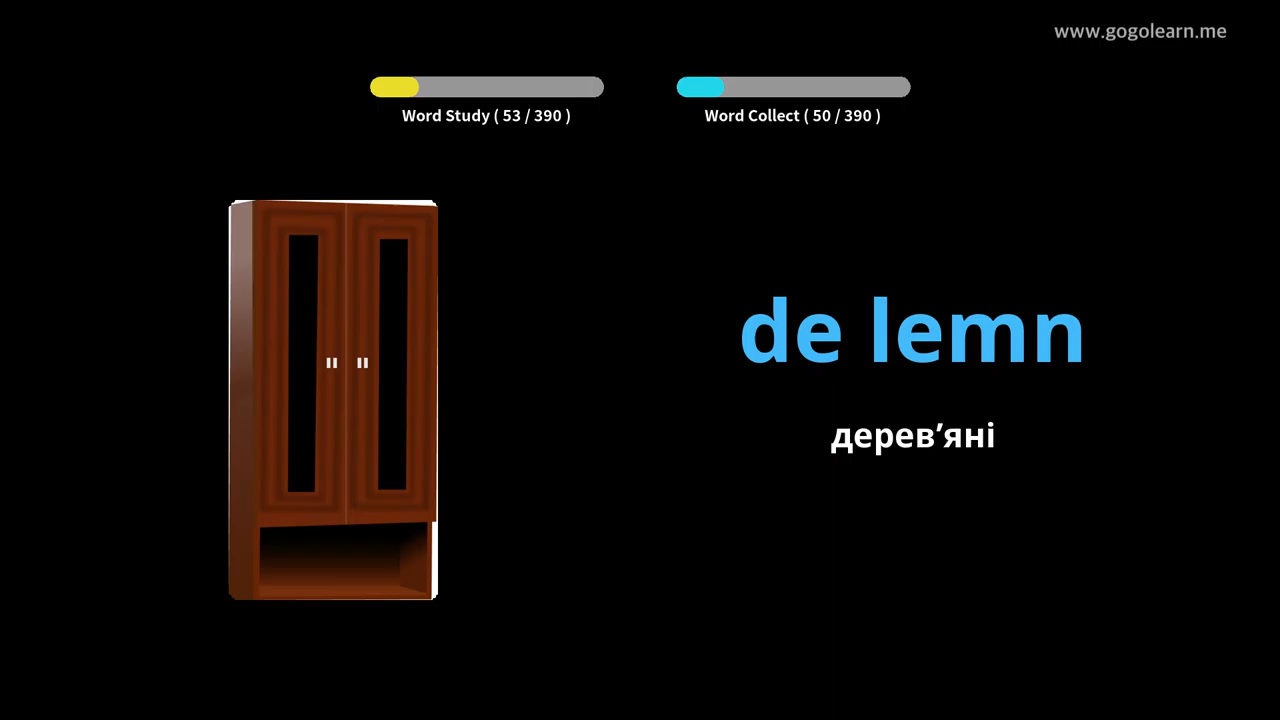 www.gogolearn.me
Word Study ( 53 / 390 )
Word Collect ( 50 / 390 )
de lemn
дерев’яні